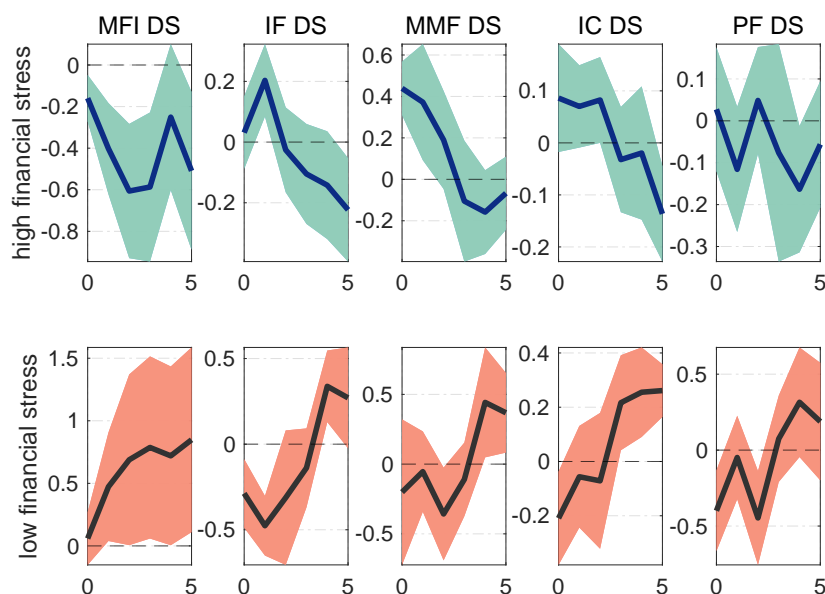 MFI DS IF DS MMF DS IC DS PF DS
high financial stress
0 -0.2 -0.4 -0.6 -0.8
0.2 0 0.2
0.6 0.4 0.2 0 -0.2
0.1 0 -0.1 -0.2
0.1 0 -0.1 -0.2 -0.3
0 5 0 5 0 5 0 5 0 5
low financial stress
1.5 1 0.5 0
0.5 0 -0.5
0.5 0 -0.5
0.4 0.2 0 -0.2
0.5 0 -0.5
0 5 0 5 0 5 0 5 0 5